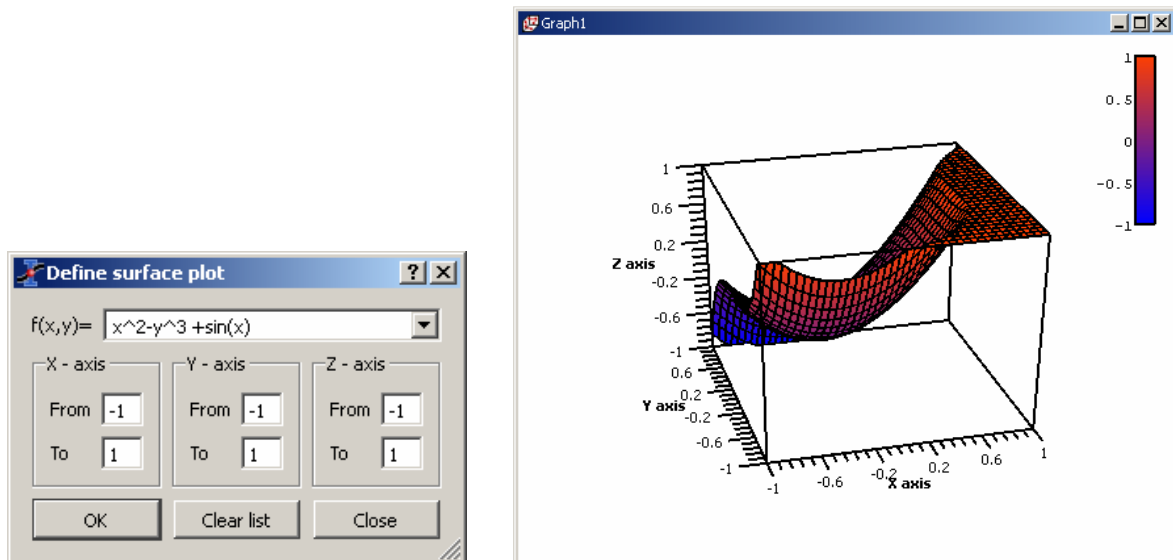 Define surface plot
f(x,y)= x^2-y^3 +sin(x)
X - axis Y - axis Z - axis
From -1 From -1 From -1
To 1 To 1 To 1
OK Clear list Close
Graph1
1
0.5
0
-0.5
-1
1
0.6
0.2
Z axis
-0.2
-0.6
-1
0.6
0.2
Y axis
-0.2
-0.6
-1
-1 -0.6 -0.2 0.2 0.6 1
X axis